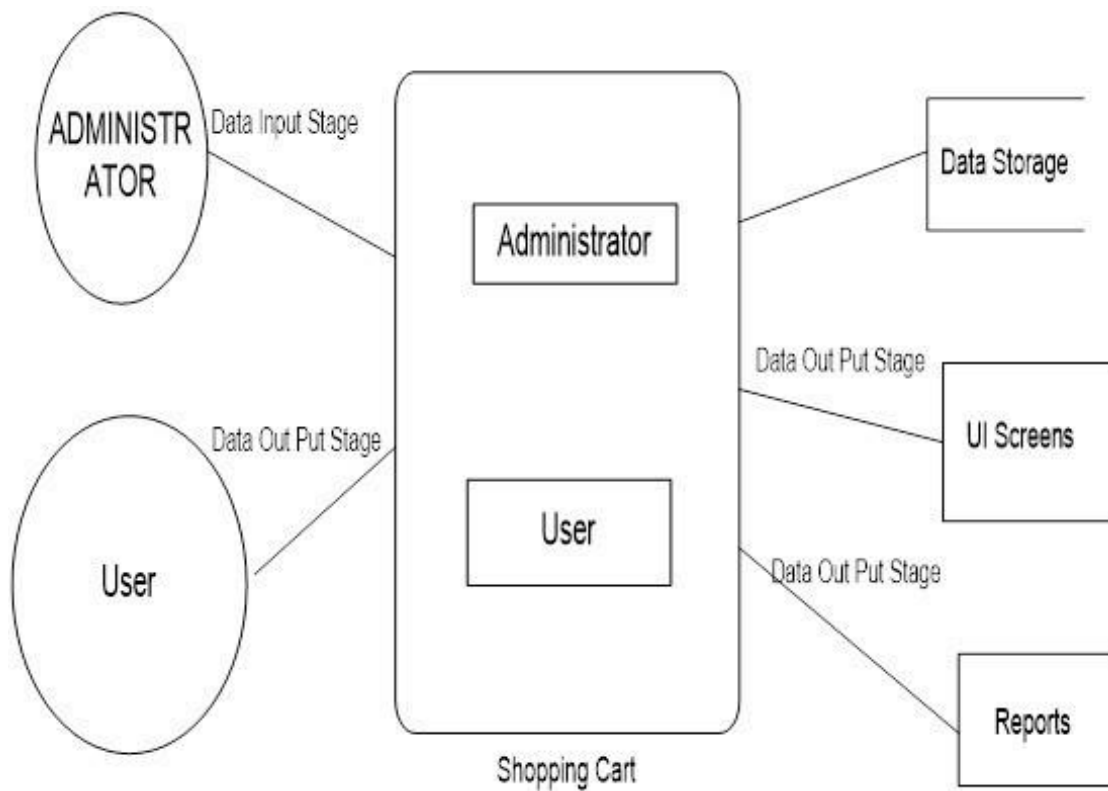 ADMINISTR
ATOR
Data Input Stage
Administrator
Data Storage
Data Out Put Stage
UI Screens
Data Out Put Stage
User
User
Data Out Put Stage
Reports
Shopping Cart